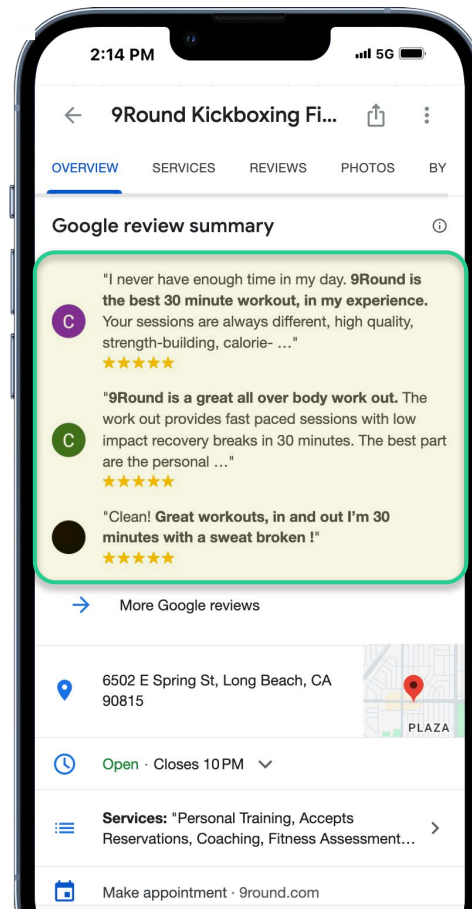 2:14 PM
5G
9Round Kickboxing Fi...
OVERVIEW SERVICES REVIEWS PHOTOS BY
Google review summary
"I never have enough time in my day. 9Round is
the best 30 minute workout, in my experience.
Your sessions are always different, high quality,
strength-building, calorie- ..."
C
"9Round is a great all over body work out. The
work out provides fast paced sessions with low
impact recovery breaks in 30 minutes. The best part
are the personal ..."
C
"Clean! Great workouts, in and out I'm 30
minutes with a sweat broken !"
More Google reviews
6502 E Spring St, Long Beach, CA
90815
PLAZA
Open · Closes 10 PM
Services: "Personal Training, Accepts
Reservations, Coaching, Fitness Assessment...
Make appointment · 9round.com